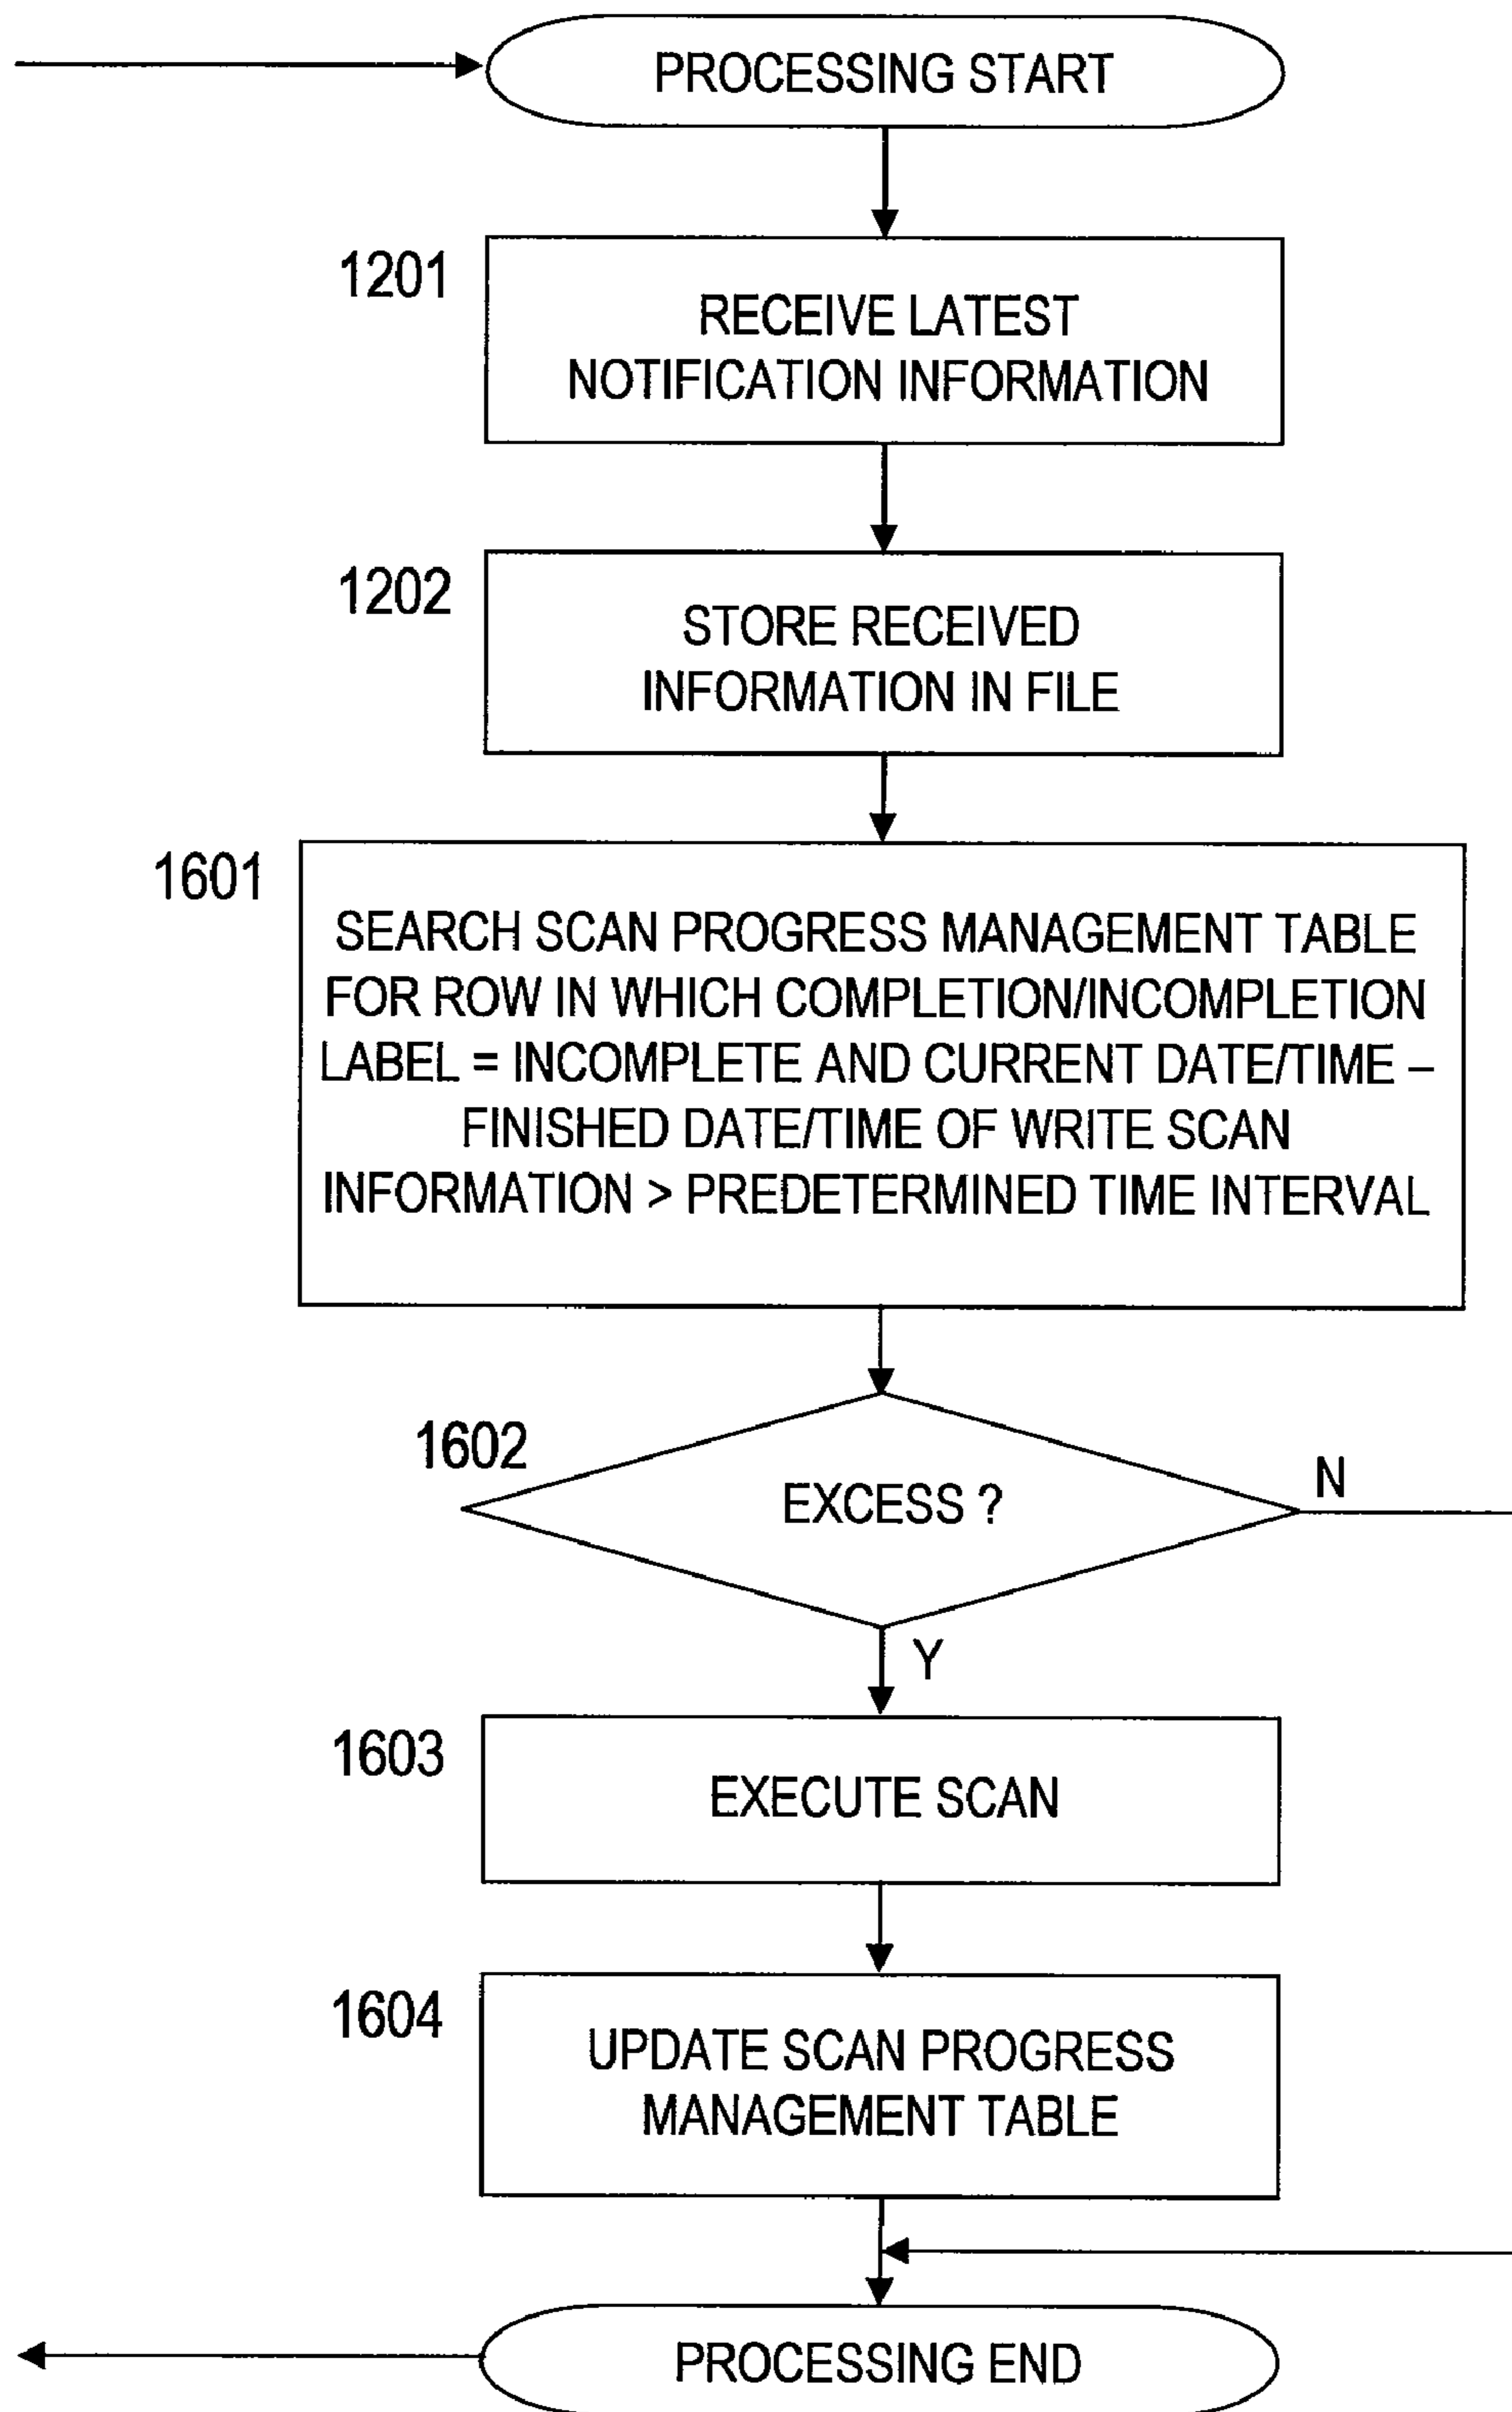 PROCESSING START
1201
RECEIVE LATEST
NOTIFICATION INFORMATION
1202
STORE RECEIVED
INFORMATION IN FILE
1601
SEARCH SCAN PROGRESS MANAGEMENT TABLE
FOR ROW IN WHICH COMPLETION/INCOMPLETION
LABEL = INCOMPLETE AND CURRENT DATE/TIME –
FINISHED DATE/TIME OF WRITE SCAN
INFORMATION > PREDETERMINED TIME INTERVAL
1602
EXCESS ?
N
Y
1603
EXECUTE SCAN
1604
UPDATE SCAN PROGRESS
MANAGEMENT TABLE
PROCESSING END